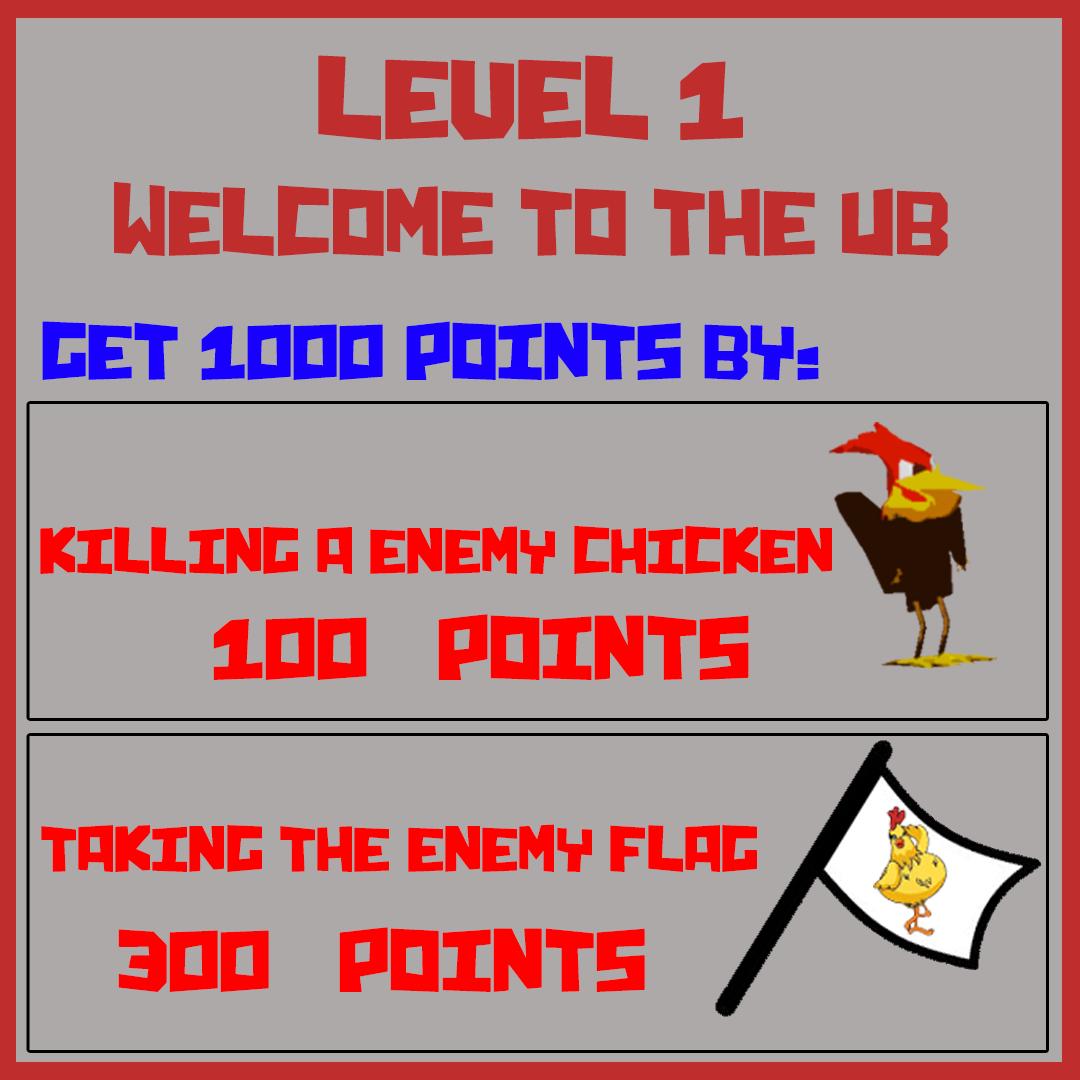 LEVEL 1
WELCOME TO THE UB
GET 1000 POINTS BY:
KILLING A ENEMY CHICKEN
100 POINTS
TAKING THE ENEMY FLAG
300 POINTS